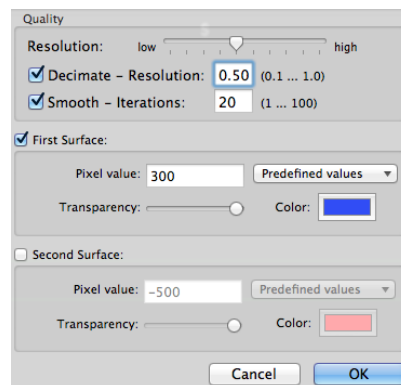 Quality
Resolution: low high
Decimate - Resolution: 0.50 (0.1 ... 1.0)
Smooth - Iterations: 20 (1 ... 100)
First Surface:
Pixel value: 300 Predefined values
Transparency: Color:
Second Surface:
Pixel value: -500 Predefined values
Transparency: Color:
Cancel OK